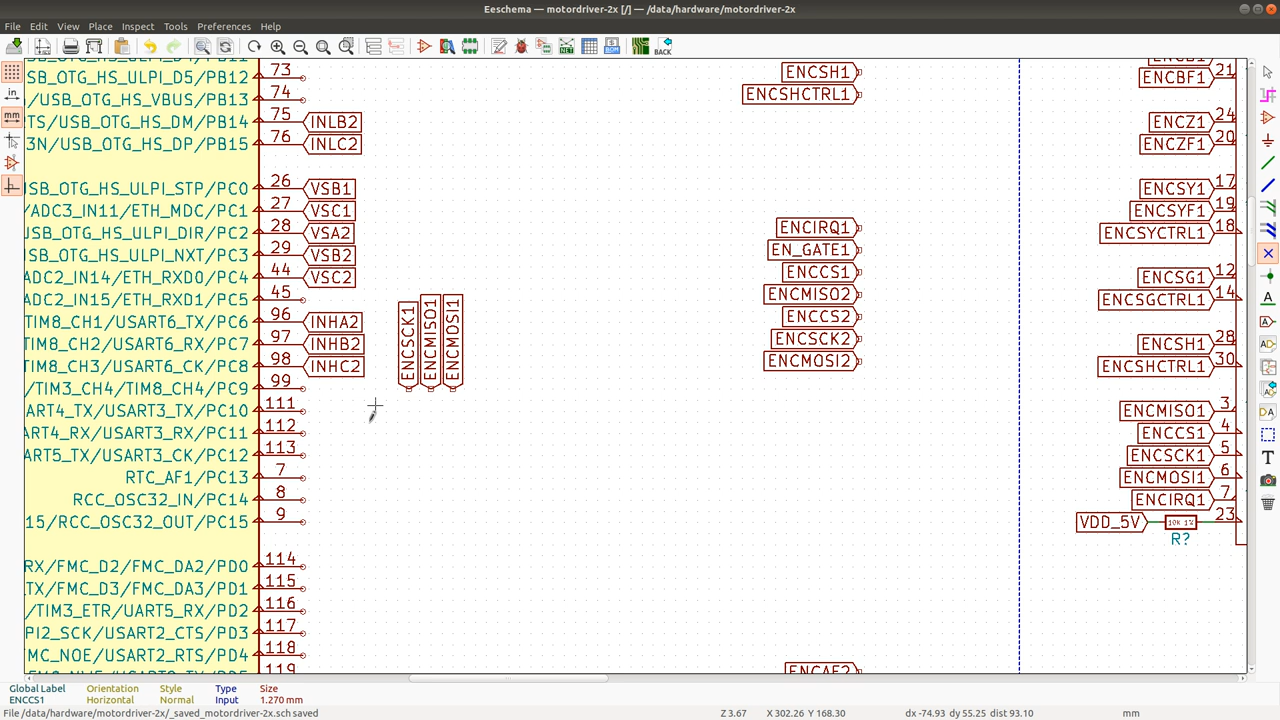 Eeschema — motordriver-2x [/] — /data/hardware/motordriver-2x
File Edit View Place Inspect Tools Preferences Help
in
mm
BOM
BACK
SB_OTG_HS_ULPI_D5/PB12 73
/USB_OTG_HS_VBUS/PB13 74
TS/USB_OTG_HS_DM/PB14 75 INLB2
3N/USB_OTG_HS_DP/PB15 76 INLC2
SB_OTG_HS_ULPI_STP/PC0 26 VSB1
/ADC3_IN11/ETH_MDC/PC1 27 VSC1
USB_OTG_HS_ULPI_DIR/PC2 28 VSA2
USB_OTG_HS_ULPI_NXT/PC3 29 VSB2
ADC2_IN14/ETH_RXD0/PC4 44 VSC2
ADC2_IN15/ETH_RXD1/PC5 45
TIM8_CH1/USART6_TX/PC6 96 INHA2
TIM8_CH2/USART6_RX/PC7 97 INHB2
TIM8_CH3/USART6_CK/PC8 98 INHC2
/TIM3_CH4/TIM8_CH4/PC9 99
ART4_TX/USART3_TX/PC10 111
ART4_RX/USART3_RX/PC11 112
ART5_TX/USART3_CK/PC12 113
RTC_AF1/PC13 7
RCC_OSC32_IN/PC14 8
15/RCC_OSC32_OUT/PC15 9
RX/FMC_D2/FMC_DA2/PD0 114
TX/FMC_D3/FMC_DA3/PD1 115
/TIM3_ETR/UART5_RX/PD2 116
PI2_SCK/USART2_CTS/PD3 117
MC_NOE/USART2_RTS/PD4 118
119
ENCSCK1
ENCMISO1
ENCMOSI1
ENCSH1
ENCSHCTRL1
ENCIRQ1
EN_GATE1
ENCCS1
ENCMISO2
ENCCS2
ENCSCK2
ENCMOSI2
ENCAF2
ENCBF1 21
ENCZ1 24
ENCZF1 20
ENCSY1 17
ENCSYF1 19
ENCSYCTRL1 18
ENCSG1 12
ENCSGCTRL1 14
ENCSH1 28
ENCSHCTRL1 30
ENCMISO1 3
ENCCS1 4
ENCSCK1 5
ENCMOSI1 6
ENCIRQ1 7
VDD_5V 10k 1% 23
R?
Global Label Orientation Style Type Size
ENCCS1 Horizontal Normal Input 1.270 mm
File /data/hardware/motordriver-2x/_saved_motordriver-2x.sch saved Z 3.67 X 302.26 Y 168.30 dx -74.93 dy 55.25 dist 93.10 mm